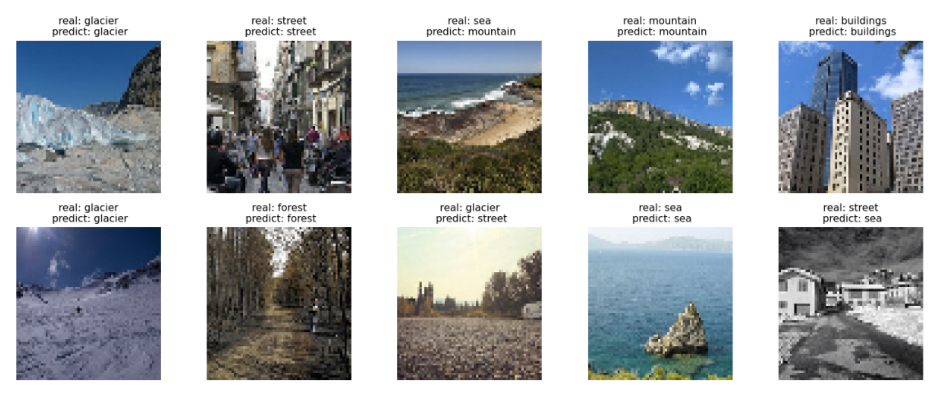 real: glacier
predict: glacier
real: street
predict: street
real: sea
predict: mountain
real: mountain
predict: mountain
real: buildings
predict: buildings
real: glacier
predict: glacier
real: forest
predict: forest
real: glacier
predict: street
real: sea
predict: sea
real: street
predict: sea